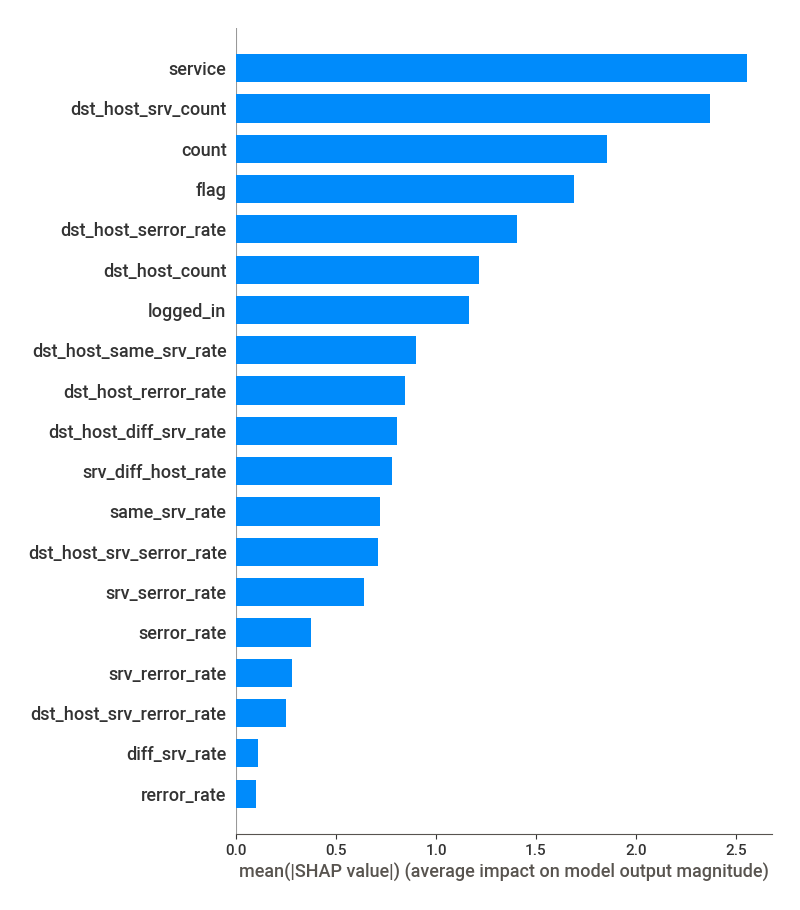 service
dst_host_srv_count
count
flag
dst_host_serror_rate
dst_host_count
logged_in
dst_host_same_srv_rate
dst_host_rerror_rate
dst_host_diff_srv_rate
srv_diff_host_rate
same_srv_rate
dst_host_srv_serror_rate
srv_serror_rate
serror_rate
srv_rerror_rate
dst_host_srv_rerror_rate
diff_srv_rate
rerror_rate
0.0 0.5 1.0 1.5 2.0 2.5
mean(|SHAP value|) (average impact on model output magnitude)